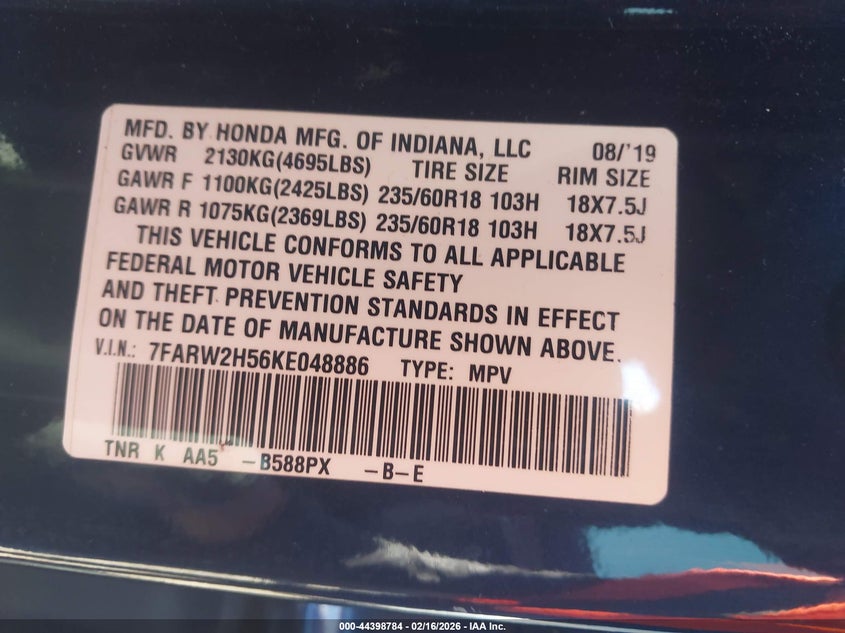 MFD. BY HONDA MFG. OF INDIANA, LLC 08/'19
GVWR 2130KG(4695LBS) TIRE SIZE RIM SIZE
GAWR F 1100KG(2425LBS) 235/60R18 103H 18X7.5J
GAWR R 1075KG(2369LBS) 235/60R18 103H 18X7.5J
THIS VEHICLE CONFORMS TO ALL APPLICABLE
FEDERAL MOTOR VEHICLE SAFETY
AND THEFT PREVENTION STANDARDS IN EFFECT
ON THE DATE OF MANUFACTURE SHOWN ABOVE.
V.I.N.: 7FARW2H56KE048886 TYPE: MPV
TNR K AA5 -B588PX -B-E
000-44398784 - 02/16/2026 - IAA Inc.